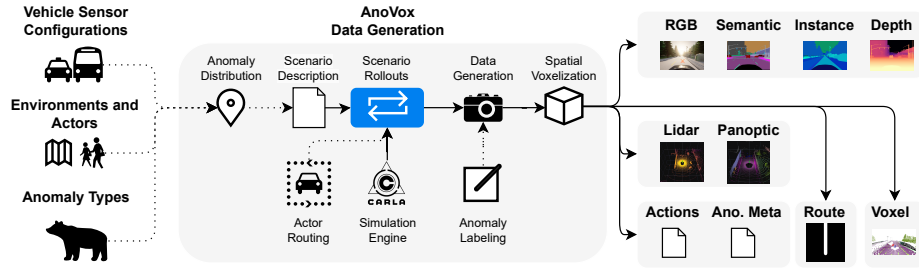 Vehicle Sensor
Configurations
Environments and
Actors
Anomaly Types
AnoVox
Data Generation
Anomaly
Distribution
Scenario
Description
Scenario
Rollouts
Data
Generation
Spatial
Voxelization
Actor
Routing
CARLA
Simulation
Engine
Anomaly
Labeling
RGB
Semantic
Instance
Depth
Lidar
Panoptic
Actions
Ano. Meta
Route
Voxel